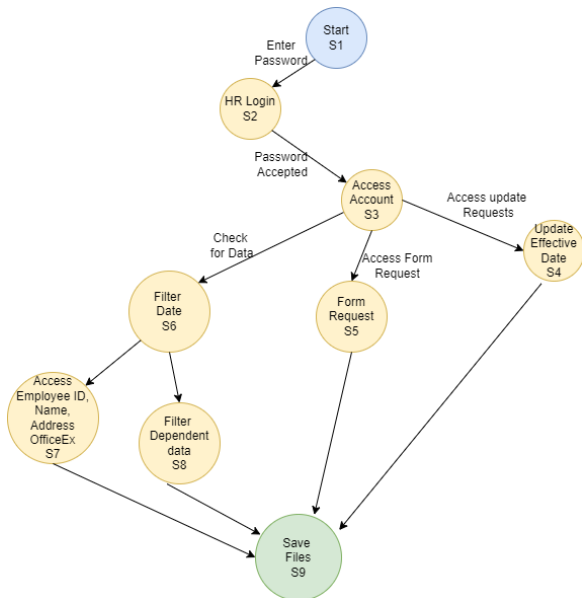 Start
S1
Enter
Password
HR Login
S2
Password
Accepted
Access
Account
S3
Access update
Requests
Update
Effective
Date
S4
Check
for Data
Access Form
Request
Filter
Date
S6
Form
Request
S5
Access
Employee ID,
Name,
Address
OfficeEx
S7
Filter
Dependent
data
S8
Save
Files
S9